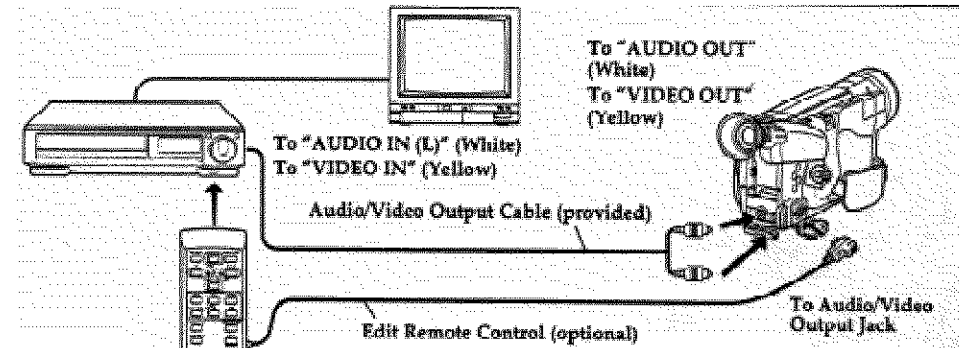 To "AUDIO OUT"
(White)
To "VIDEO OUT"
(Yellow)
To "AUDIO IN (L)" (White)
To "VIDEO IN" (Yellow)
Audio/Video Output Cable (provided)
Edit Remote Control (optional)
To Audio/Video
Output Jack